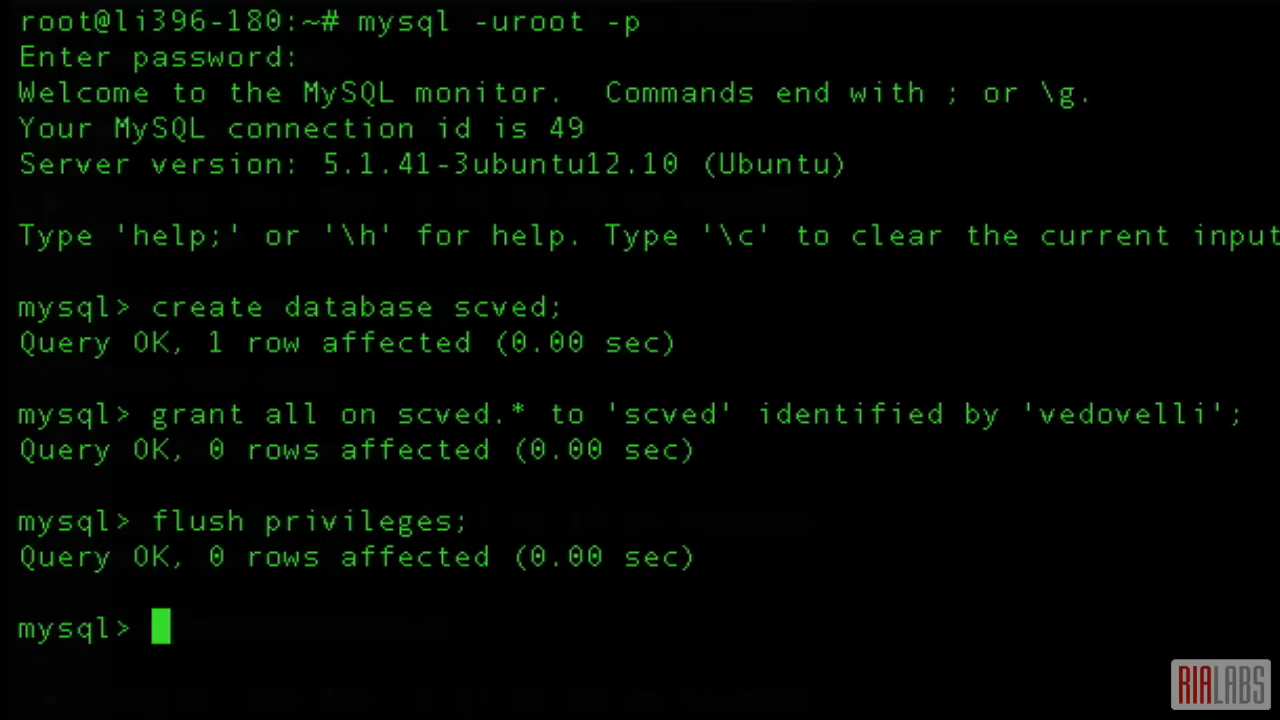 root@li396-180:~# mysql -uroot -p
Enter password:
Welcome to the MySQL monitor.  Commands end with ; or \g.
Your MySQL connection id is 49
Server version: 5.1.41-3ubuntu12.10 (Ubuntu)
Type 'help;' or '\h' for help. Type '\c' to clear the current input
mysql> create database scved;
Query OK, 1 row affected (0.00 sec)
mysql> grant all on scved.* to 'scved' identified by 'vedovelli';
Query OK, 0 rows affected (0.00 sec)
mysql> flush privileges;
Query OK, 0 rows affected (0.00 sec)
mysql>
RIALABS